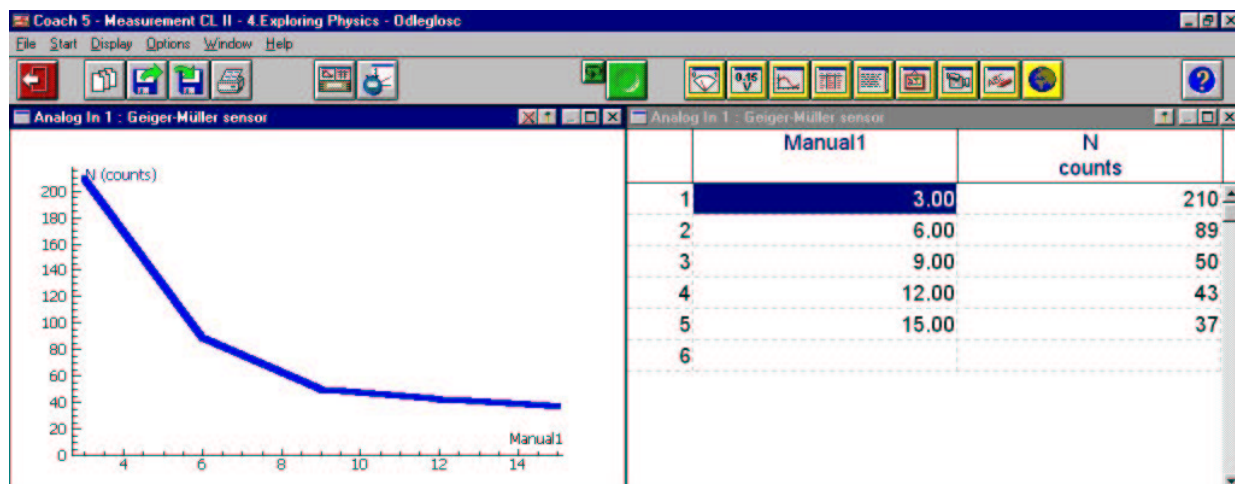 Coach 5 - Measurement CL II - 4.Exploring Physics - Odleglosc
File Start Display Options Window Help
0.15
V
?
Analog In 1 : Geiger-Müller sensor
N (counts)
200
180
160
140
120
100
80
60
40
20
0
4 6 8 10 12 14
Manual1
Analog In 1 : Geiger-Müller sensor
Manual1 N
counts
1 3.00 210
2 6.00 89
3 9.00 50
4 12.00 43
5 15.00 37
6